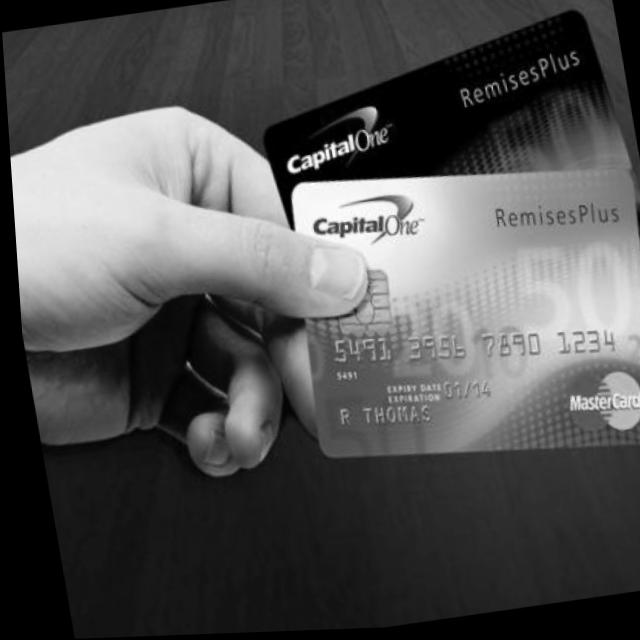 RemisesPlus
CapitalOne
CapitalOne RemisesPlus
5491 3956 7890 1234
5491
EXPIRY DATE 01/14
EXPIRATION
MasterCard
R THOMAS